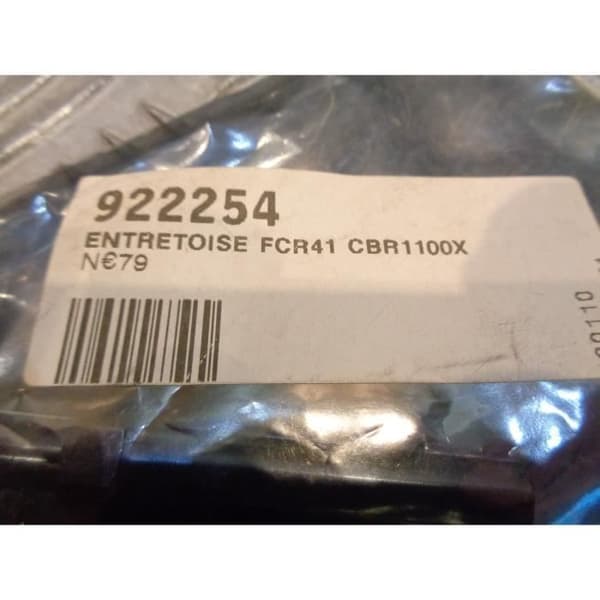 922254
ENTRETOISE FCR41 CBR1100X
N€79